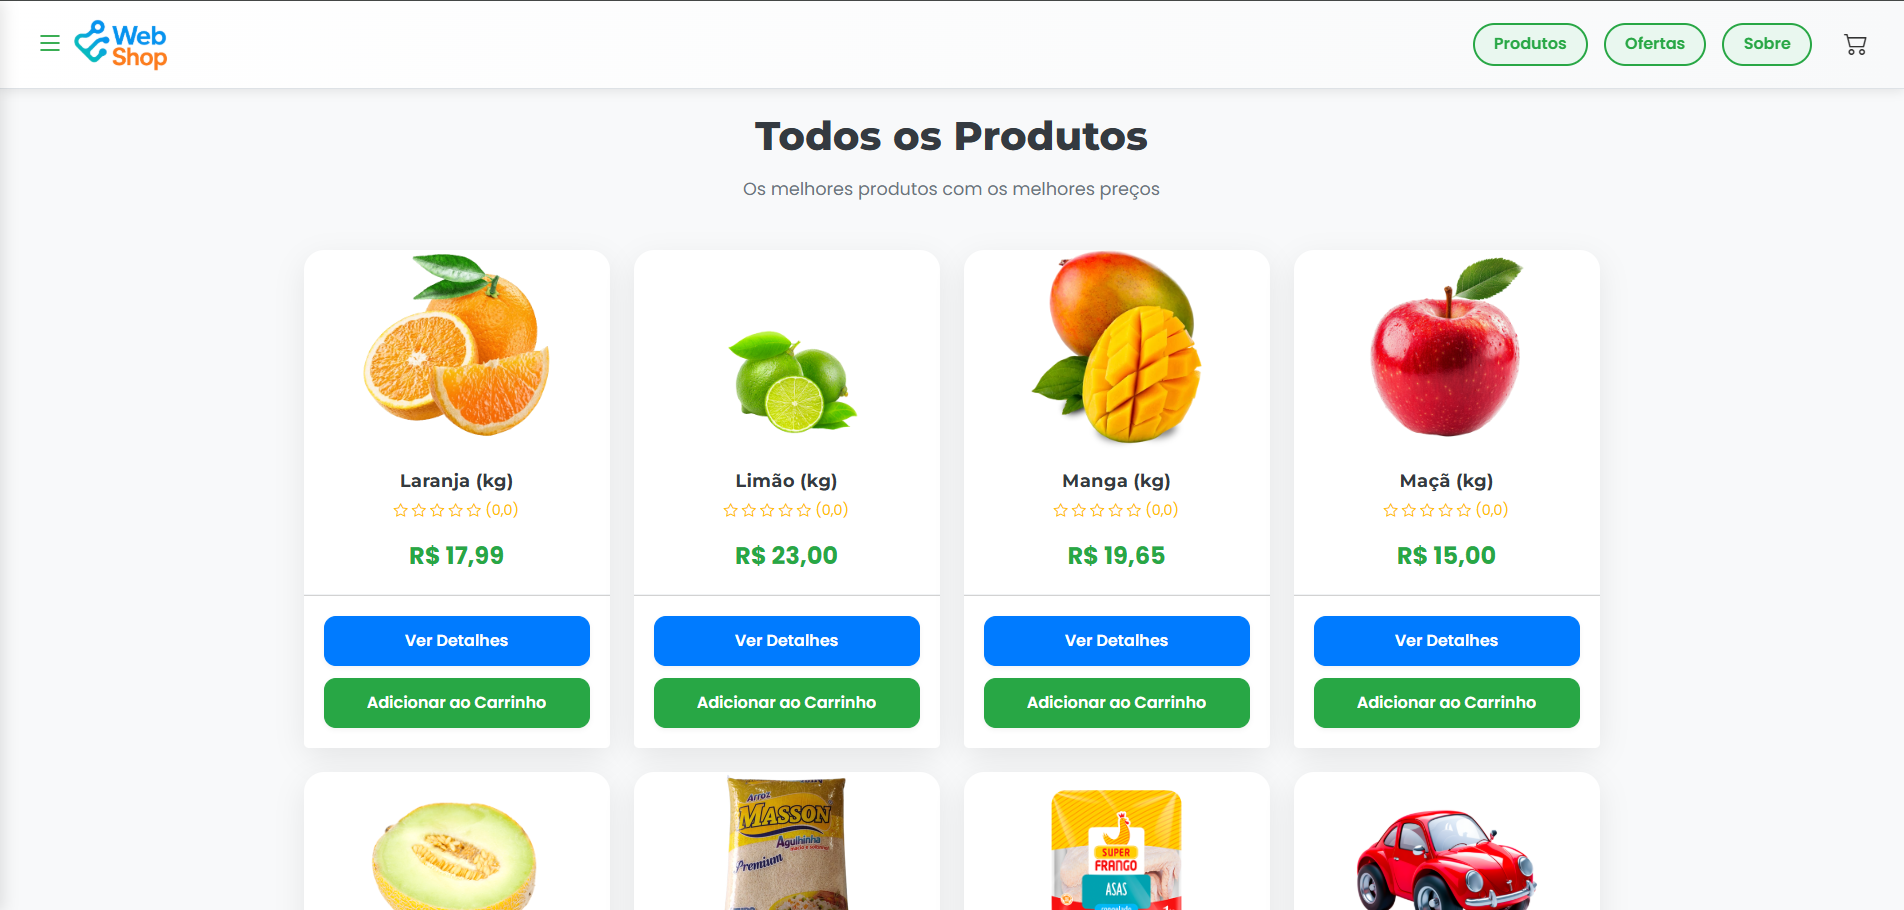 Web
Shop
Produtos
Ofertas
Sobre
Todos os Produtos
Os melhores produtos com os melhores preços
Laranja (kg)
(0,0)
R$ 17,99
Ver Detalhes
Adicionar ao Carrinho
Limão (kg)
(0,0)
R$ 23,00
Ver Detalhes
Adicionar ao Carrinho
Manga (kg)
(0,0)
R$ 19,65
Ver Detalhes
Adicionar ao Carrinho
Maçã (kg)
(0,0)
R$ 15,00
Ver Detalhes
Adicionar ao Carrinho
Arroz
MASSON
Agulhinha
Premium
SUPER
FRANGO
ASAS